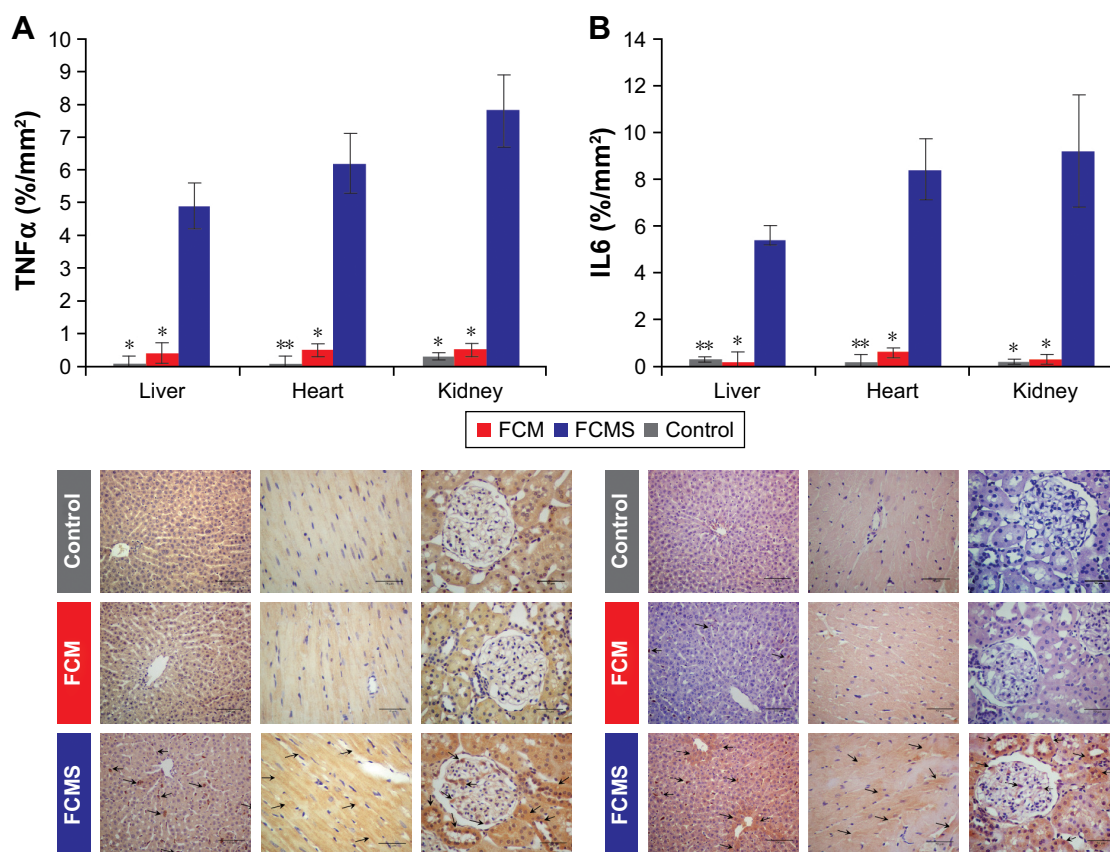 A
TNFα (%/mm²)
10
9
8
7
6
5
4
3
2
1
0
* * ** * * *
Liver Heart Kidney
B
IL6 (%/mm²)
14
12
10
8
6
4
2
0
** * ** * * *
Liver Heart Kidney
FCM FCMS Control
Control
FCM
FCMS
Control
FCM
FCMS